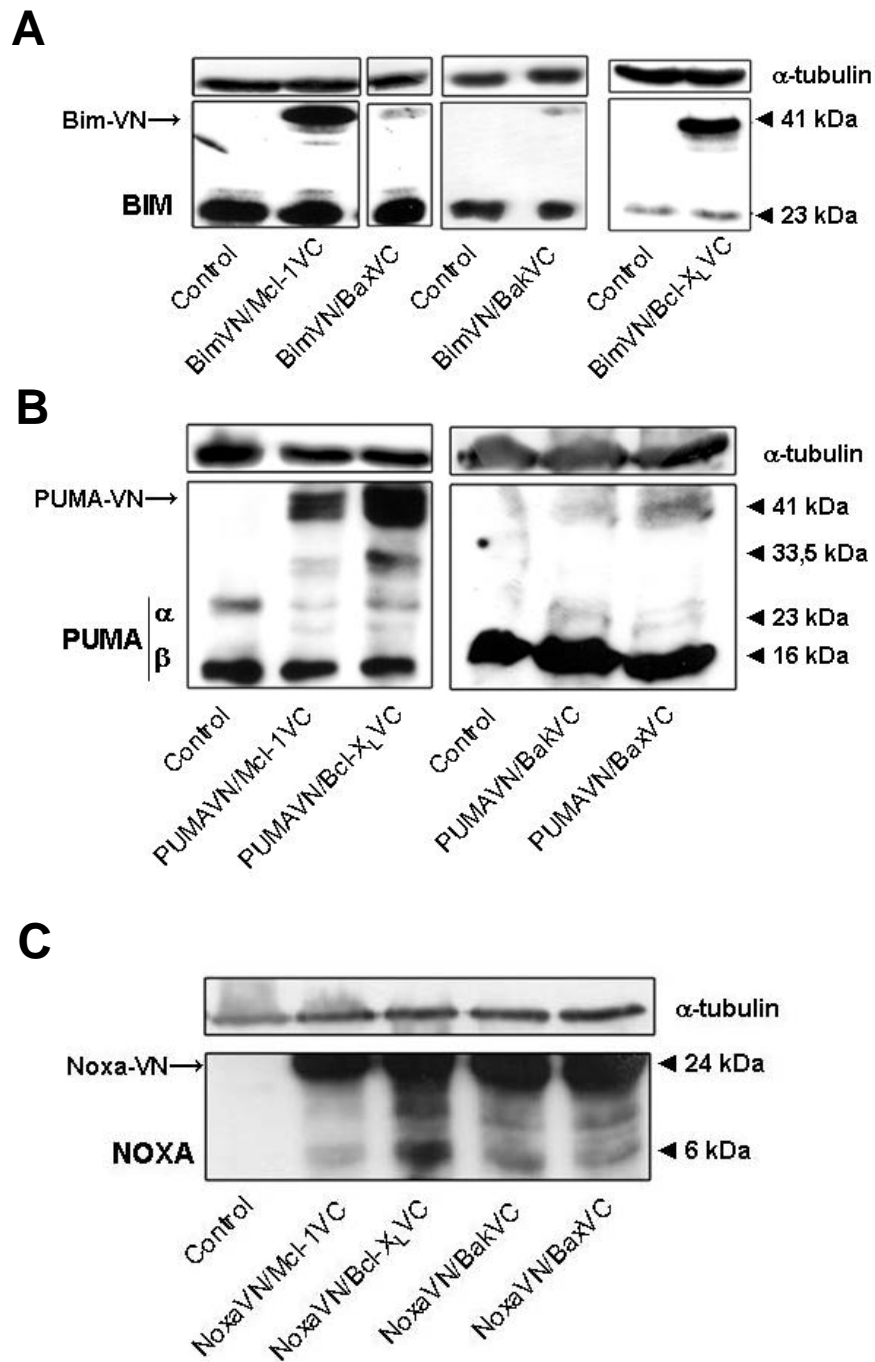 A
α-tubulin
Bim-VN→
◄ 41 kDa
BIM
◄ 23 kDa
Control
BimVN/Mcl-1VC
BimVN/BaxVC
Control
BimVN/BakVC
Control
BimVN/Bcl-XLVC
B
α-tubulin
PUMA-VN→
◄ 41 kDa
◄ 33,5 kDa
α
◄ 23 kDa
PUMA
β
◄ 16 kDa
Control
PUMAVN/Mcl-1VC
PUMAVN/Bcl-XLVC
Control
PUMAVN/BakVC
PUMAVN/BaxVC
C
α-tubulin
Noxa-VN→
◄ 24 kDa
NOXA
◄ 6 kDa
Control
NoxaVN/Mcl-1VC
NoxaVN/Bcl-XLVC
NoxaVN/BakVC
NoxaVN/BaxVC